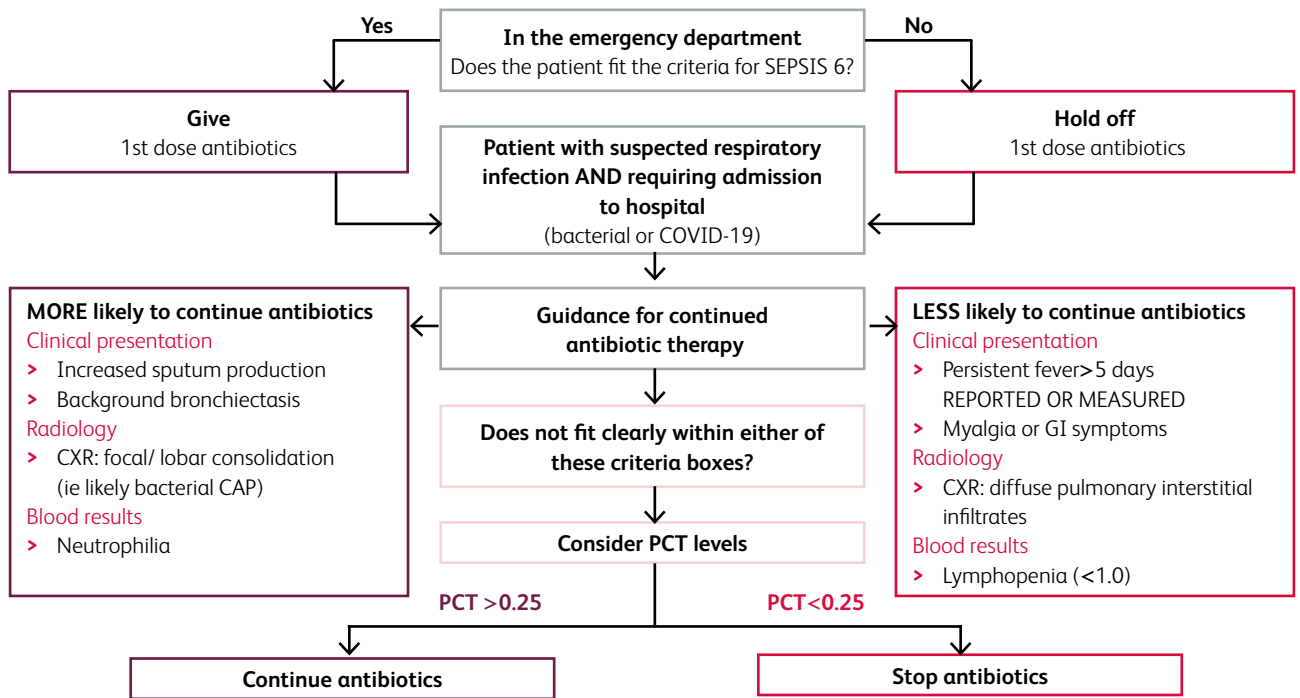 Yes
In the emergency department
Does the patient fit the criteria for SEPSIS 6?
No
Give
1st dose antibiotics
Hold off
1st dose antibiotics
Patient with suspected respiratory
infection AND requiring admission
to hospital
(bacterial or COVID-19)
MORE likely to continue antibiotics
Clinical presentation
> Increased sputum production
> Background bronchiectasis
Radiology
> CXR: focal/ lobar consolidation
(ie likely bacterial CAP)
Blood results
> Neutrophilia
Guidance for continued
antibiotic therapy
LESS likely to continue antibiotics
Clinical presentation
> Persistent fever>5 days
REPORTED OR MEASURED
> Myalgia or GI symptoms
Radiology
> CXR: diffuse pulmonary interstitial
infiltrates
Blood results
> Lymphopenia (<1.0)
Does not fit clearly within either of
these criteria boxes?
Consider PCT levels
PCT >0.25
PCT<0.25
Continue antibiotics
Stop antibiotics